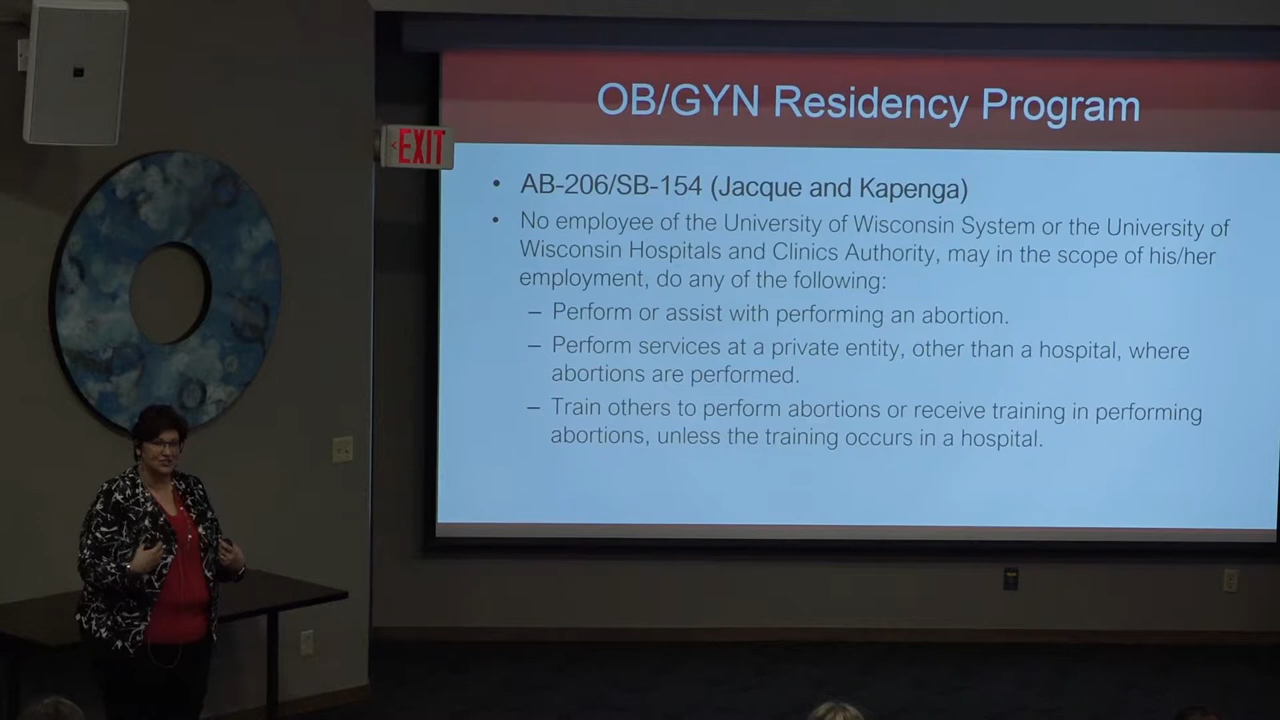 OB/GYN Residency Program
<EXIT
• AB-206/SB-154 (Jacque and Kapenga)
• No employee of the University of Wisconsin System or the University of
Wisconsin Hospitals and Clinics Authority, may in the scope of his/her
employment, do any of the following:
– Perform or assist with performing an abortion.
– Perform services at a private entity, other than a hospital, where
abortions are performed.
– Train others to perform abortions or receive training in performing
abortions, unless the training occurs in a hospital.